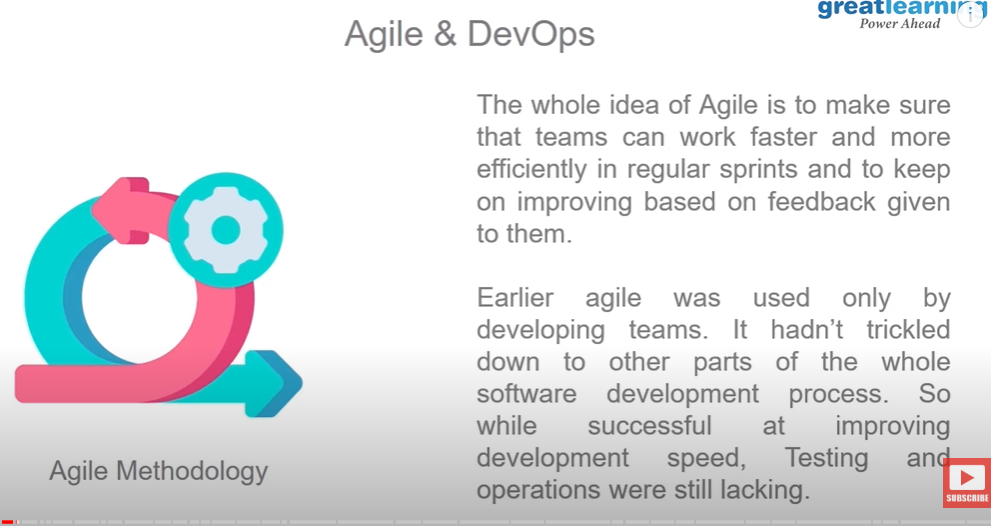 greatlearning
Power Ahead
Agile & DevOps
The whole idea of Agile is to make sure
that teams can work faster and more
efficiently in regular sprints and to keep
on improving based on feedback given
to them.
Earlier agile was used only by
developing teams. It hadn’t trickled
down to other parts of the whole
software development process. So
while successful at improving
development speed, Testing and
operations were still lacking.
Agile Methodology
SUBSCRIBE